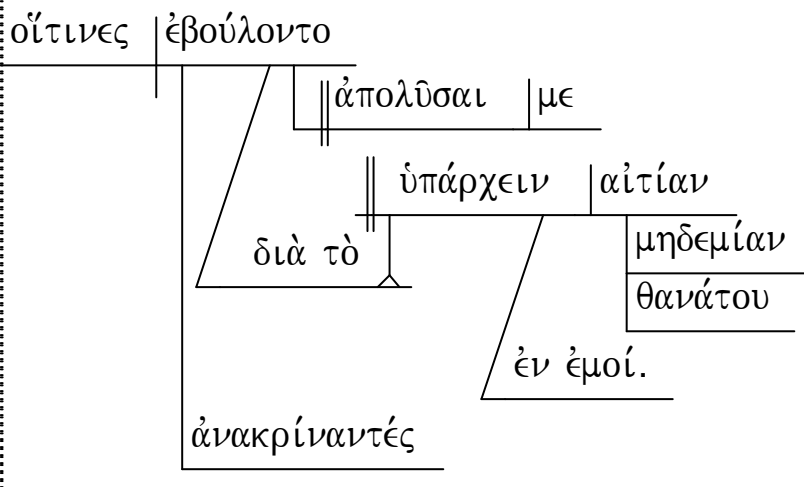 οἵτινες ἐβούλοντο
ἀπολῦσαι με
ὑπάρχειν αἰτίαν
διὰ τὸ μηδεμίαν
θανάτου
ἐν ἐμοί.
ἀνακρίναντές